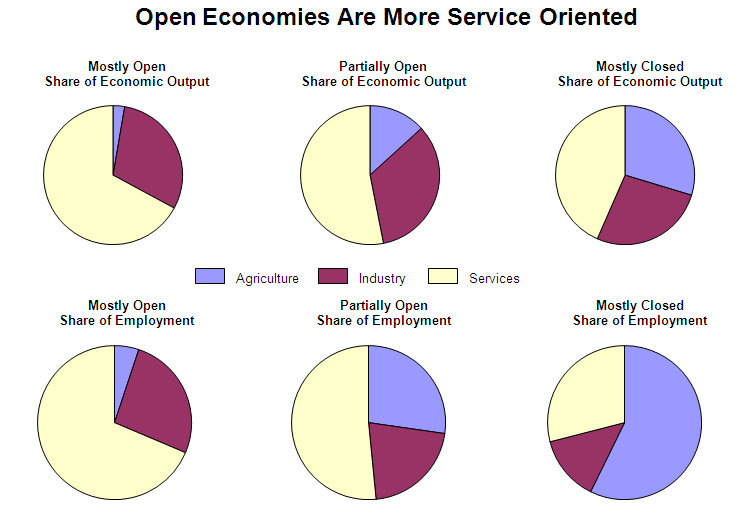 Open Economies Are More Service Oriented
Mostly Open
Share of Economic Output
Partially Open
Share of Economic Output
Mostly Closed
Share of Economic Output
Agriculture
Industry
Services
Mostly Open
Share of Employment
Partially Open
Share of Employment
Mostly Closed
Share of Employment